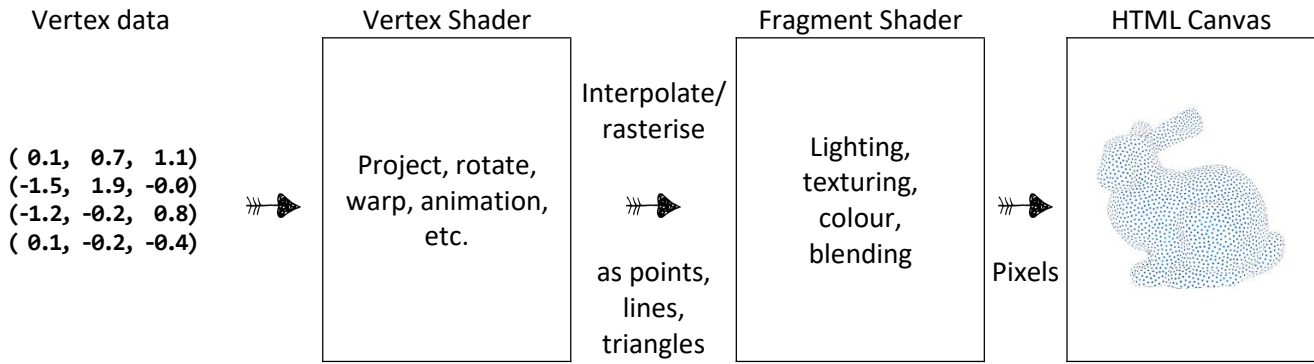 Vertex data
( 0.1,  0.7,  1.1)
(-1.5,  1.9, -0.0)
(-1.2, -0.2,  0.8)
( 0.1, -0.2, -0.4)
Vertex Shader
Project, rotate,
warp, animation,
etc.
Interpolate/
rasterise
as points,
lines,
triangles
Fragment Shader
Lighting,
texturing,
colour,
blending
Pixels
HTML Canvas